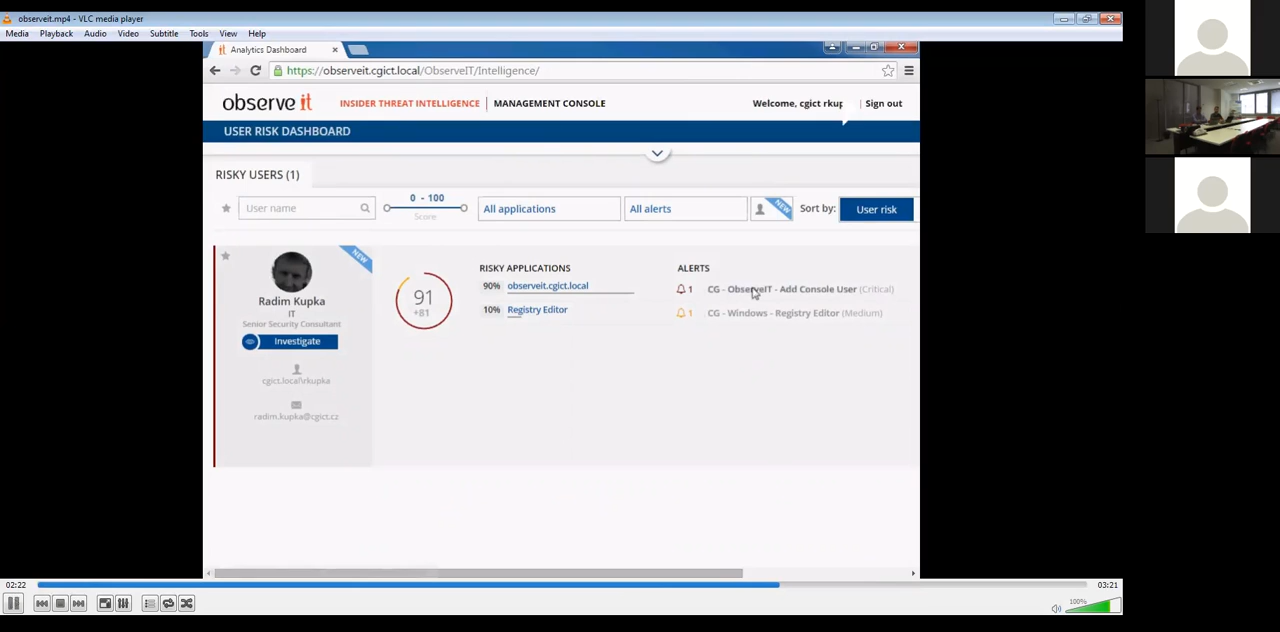 observeit.mp4 - VLC media player
Media Playback Audio Video Subtitle Tools View Help
Analytics Dashboard
https://observeit.cgict.local/ObserveIT/Intelligence/
observe it INSIDER THREAT INTELLIGENCE MANAGEMENT CONSOLE Welcome, cgict rkup Sign out
USER RISK DASHBOARD
RISKY USERS (1)
User name 0 - 100 Score All applications All alerts NEW Sort by: User risk
NEW
Radim Kupka
IT
Senior Security Consultant
Investigate
cgict.local\rkupka
radim.kupka@cgict.cz
91
+81
RISKY APPLICATIONS
90% observeit.cgict.local
10% Registry Editor
ALERTS
1 CG - ObserveIT - Add Console User (Critical)
1 CG - Windows - Registry Editor (Medium)
02:22 03:21
100%